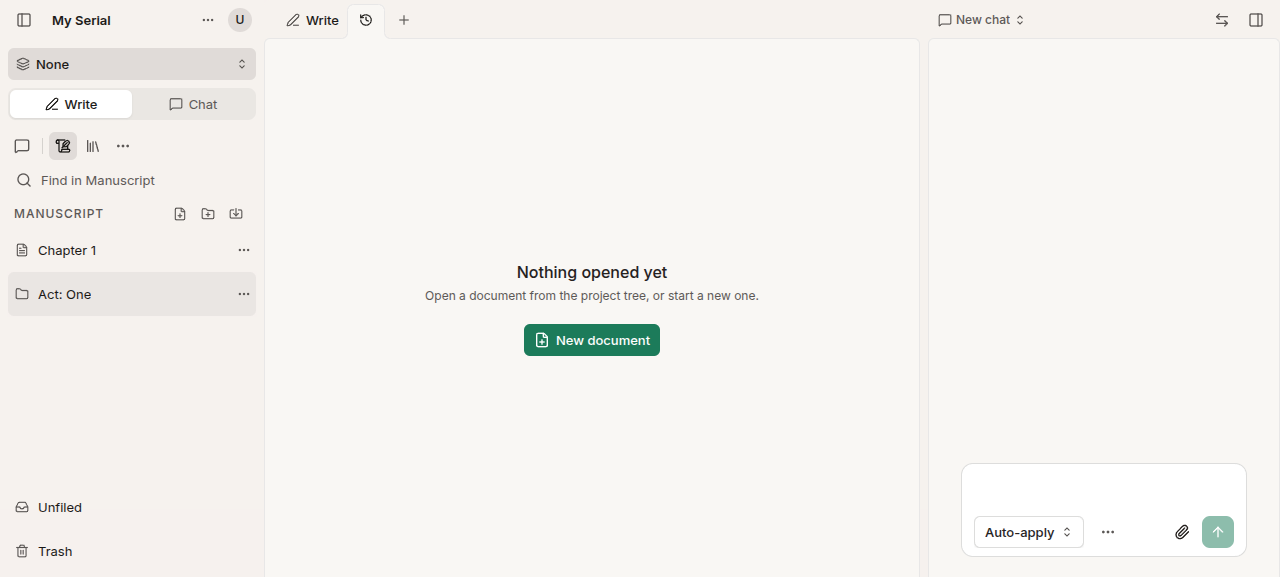 My Serial
U
Write
New chat
None
Write
Chat
Find in Manuscript
MANUSCRIPT
Chapter 1
Act: One
Nothing opened yet
Open a document from the project tree, or start a new one.
New document
Unfiled
Trash
Auto-apply